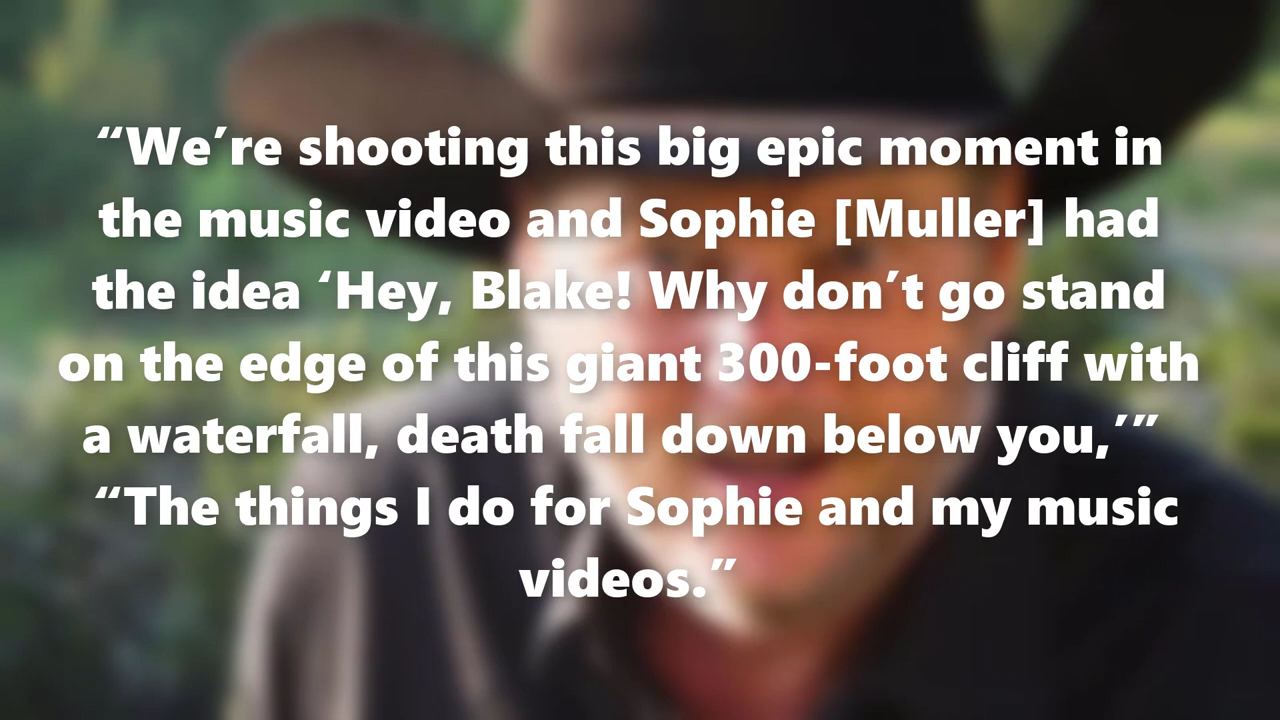 “We’re shooting this big epic moment in
the music video and Sophie [Muller] had
the idea ‘Hey, Blake! Why don’t go stand
on the edge of this giant 300-foot cliff with
a waterfall, death fall down below you,’”
“The things I do for Sophie and my music
videos.”